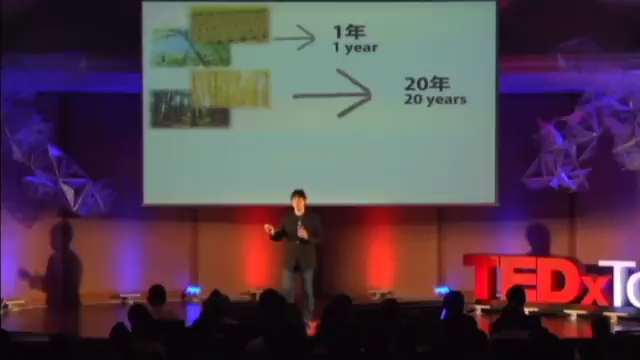 1年
1 year
20年
20 years
TEDxTo